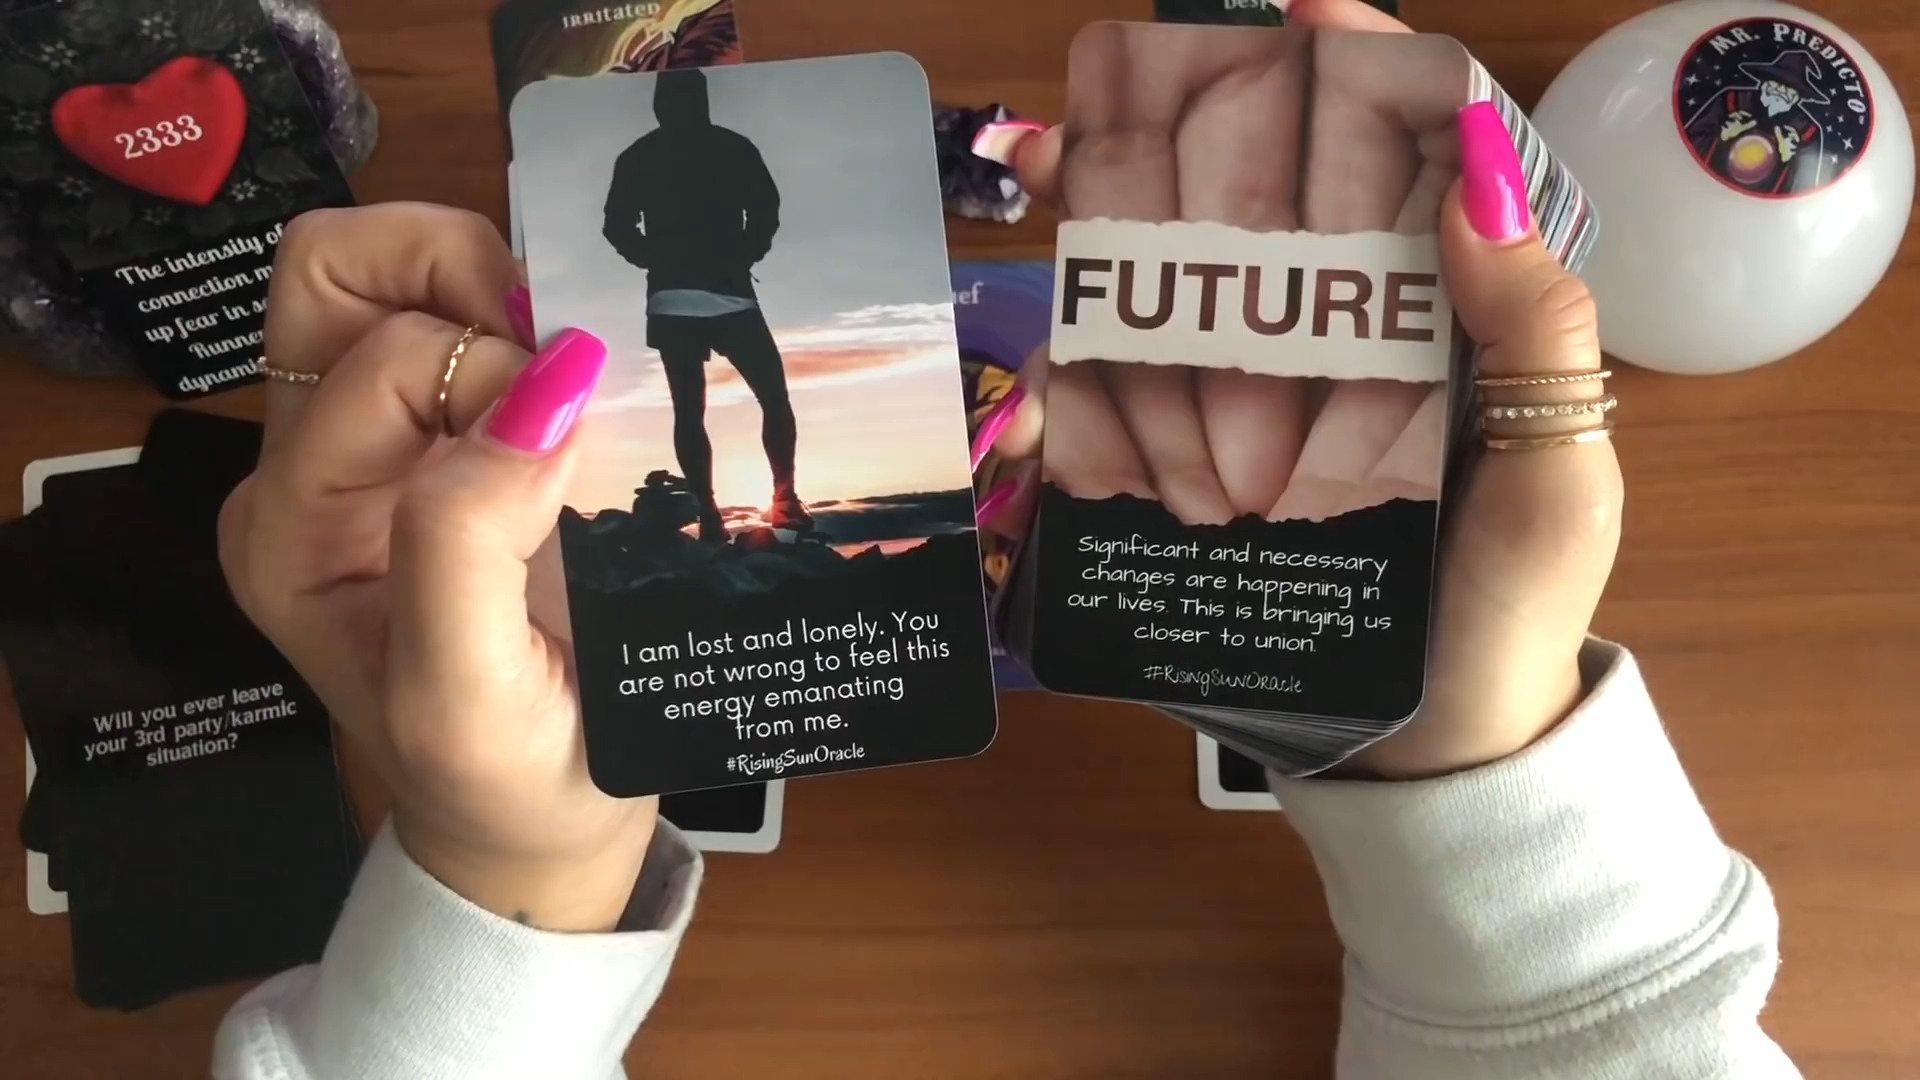 IRRITATED
MR. PREDICTO
2333
The intensity of
connection
up fear in
Runner
dynamic
I am lost and lonely. You
are not wrong to feel this
energy emanating
from me.
#RisingSunOracle
FUTURE
Significant and necessary
changes are happening in
our lives. This is bringing us
closer to union.
#RisingSunOracle
Will you ever leave
your 3rd party/karmic
situation?